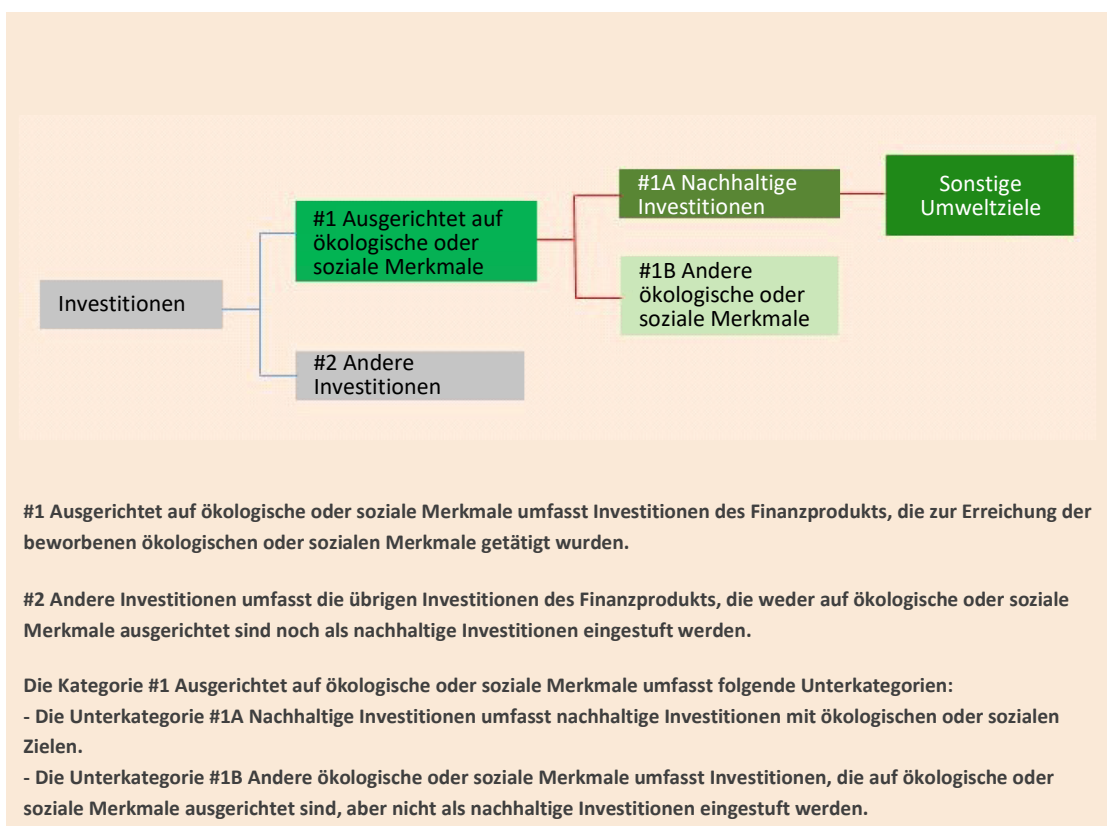 Investitionen
#1 Ausgerichtet auf
ökologische oder
soziale Merkmale
#2 Andere
Investitionen
#1A Nachhaltige
Investitionen
#1B Andere
ökologische oder
soziale Merkmale
Sonstige
Umweltziele
#1 Ausgerichtet auf ökologische oder soziale Merkmale umfasst Investitionen des Finanzprodukts, die zur Erreichung der
beworbenen ökologischen oder sozialen Merkmale getätigt wurden.
#2 Andere Investitionen umfasst die übrigen Investitionen des Finanzprodukts, die weder auf ökologische oder soziale
Merkmale ausgerichtet sind noch als nachhaltige Investitionen eingestuft werden.
Die Kategorie #1 Ausgerichtet auf ökologische oder soziale Merkmale umfasst folgende Unterkategorien:
- Die Unterkategorie #1A Nachhaltige Investitionen umfasst nachhaltige Investitionen mit ökologischen oder sozialen
Zielen.
- Die Unterkategorie #1B Andere ökologische oder soziale Merkmale umfasst Investitionen, die auf ökologische oder
soziale Merkmale ausgerichtet sind, aber nicht als nachhaltige Investitionen eingestuft werden.